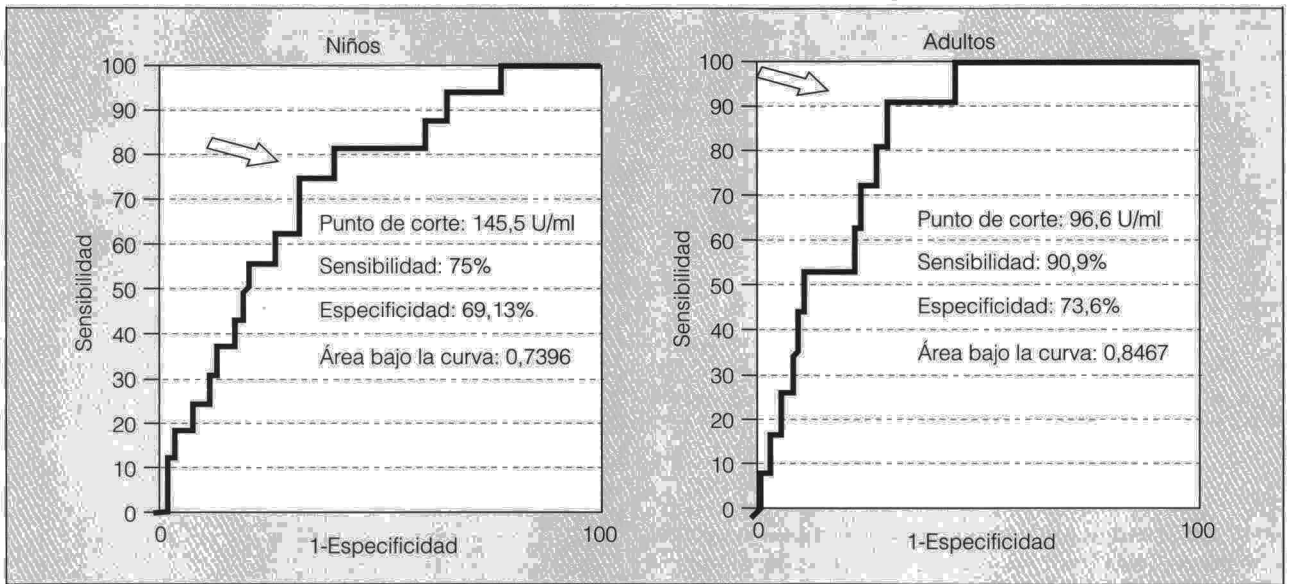 Niños
100
90
80
70
60
50
40
30
20
10
0
Sensibilidad
Punto de corte: 145,5 U/ml
Sensibilidad: 75%
Especificidad: 69,13%
Área bajo la curva: 0,7396
0
100
1-Especificidad
Adultos
100
90
80
70
60
50
40
30
20
10
0
Sensibilidad
Punto de corte: 96,6 U/ml
Sensibilidad: 90,9%
Especificidad: 73,6%
Área bajo la curva: 0,8467
0
100
1-Especificidad